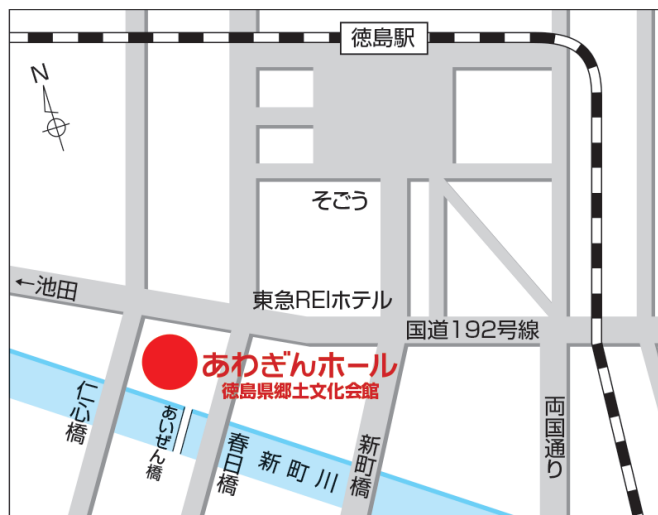 徳島駅
N
そごう
←池田
東急REIホテル
国道192号線
あわぎんホール
徳島県郷土文化会館
仁心橋
あいぜん橋
春日橋
新町川
新町橋
両国通り